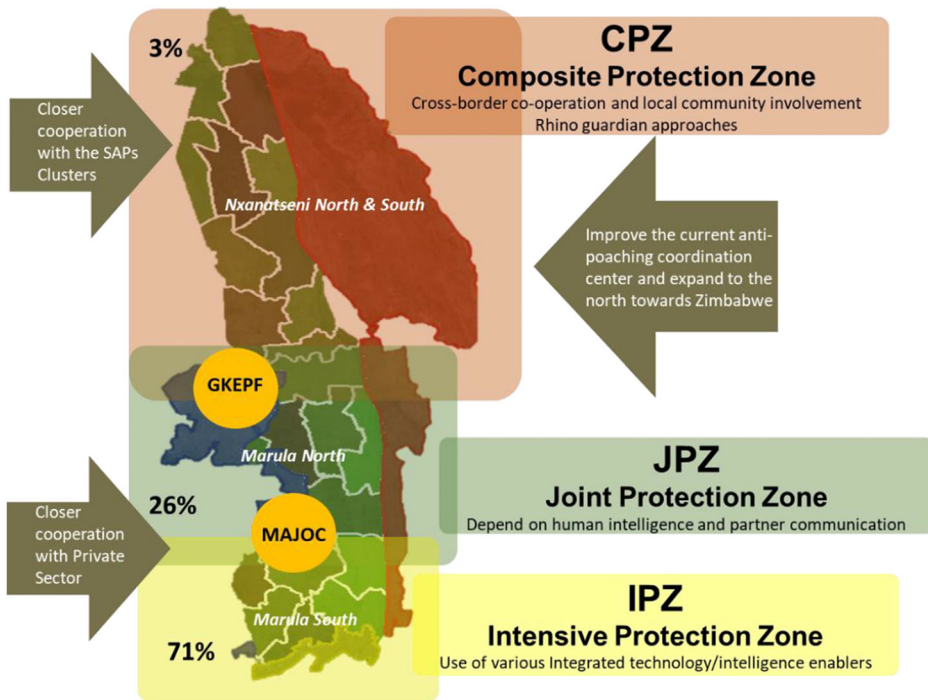 CPZ
Composite Protection Zone
Cross-border co-operation and local community involvement
Rhino guardian approaches
3%
Closer
cooperation
with the SAPs
Clusters
Nxanatseni North & South
Improve the current anti-
poaching coordination
center and expand to the
north towards Zimbabwe
GKEPF
Marula North
JPZ
Joint Protection Zone
Depend on human intelligence and partner communication
26%
Closer
cooperation
with Private
Sector
MAJOC
IPZ
Intensive Protection Zone
Use of various Integrated technology/intelligence enablers
Marula South
71%